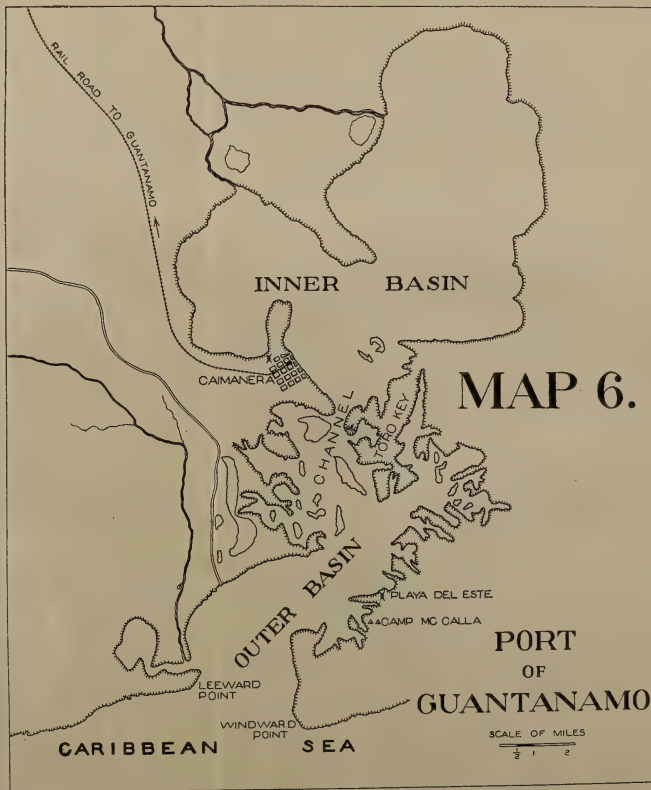 RAIL ROAD TO GUANTANAMO
INNER BASIN
CAIMANERA
MAP 6.
CHANNEL
TORO KEY
OUTER BASIN
PLAYA DEL ESTE
CAMP MC CALLA
PORT
OF
GUANTANAMO
LEEWARD
POINT
WINDWARD
POINT
CARIBBEAN SEA
SCALE OF MILES
1/2 1 2